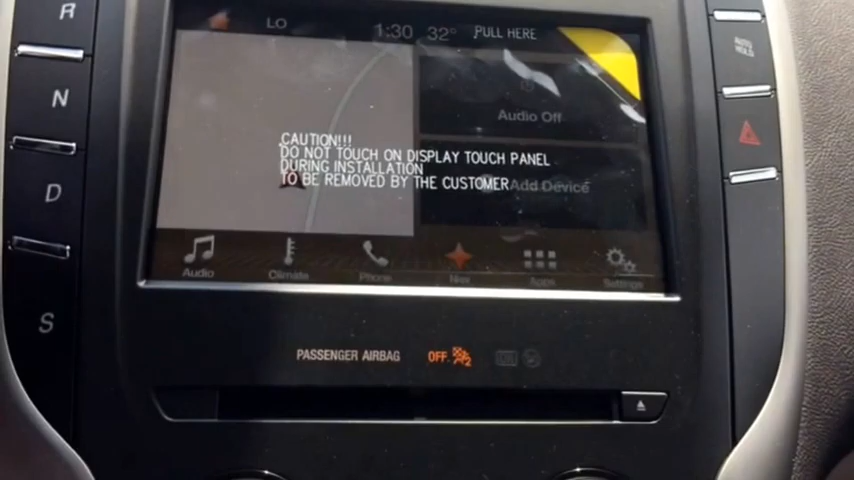 R
N
D
S
LO 1:30 32° PULL HERE
AUTO HOLD
Audio Off
CAUTION!!!
DO NOT TOUCH ON DISPLAY TOUCH PANEL
DURING INSTALLATION
TO BE REMOVED BY THE CUSTOMER
Add Device
Audio Climate Phone Nav Apps Settings
PASSENGER AIRBAG OFF 2